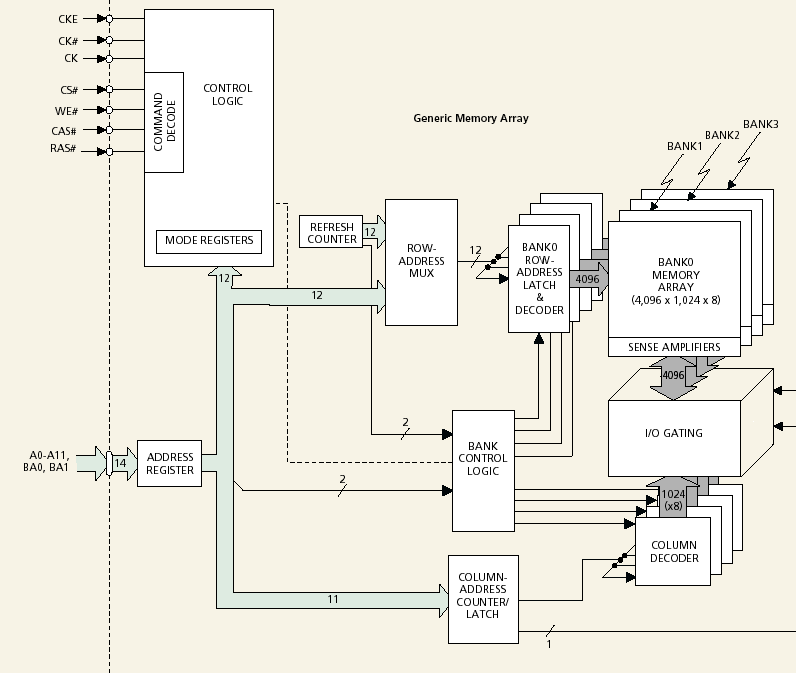 CKE
CK#
CK
CS#
WE#
CAS#
RAS#
COMMAND
DECODE
CONTROL
LOGIC
MODE REGISTERS
Generic Memory Array
BANK1
BANK2
BANK3
REFRESH
COUNTER
12
ROW-
ADDRESS
MUX
12
BANK0
ROW-
ADDRESS
LATCH
&
DECODER
4096
BANK0
MEMORY
ARRAY
(4,096 x 1,024 x 8)
SENSE AMPLIFIERS
12
12
4096
I/O GATING
2
BANK
CONTROL
LOGIC
A0-A11,
BA0, BA1
14
ADDRESS
REGISTER
2
1024
(x8)
COLUMN
DECODER
COLUMN-
ADDRESS
COUNTER/
LATCH
11
1